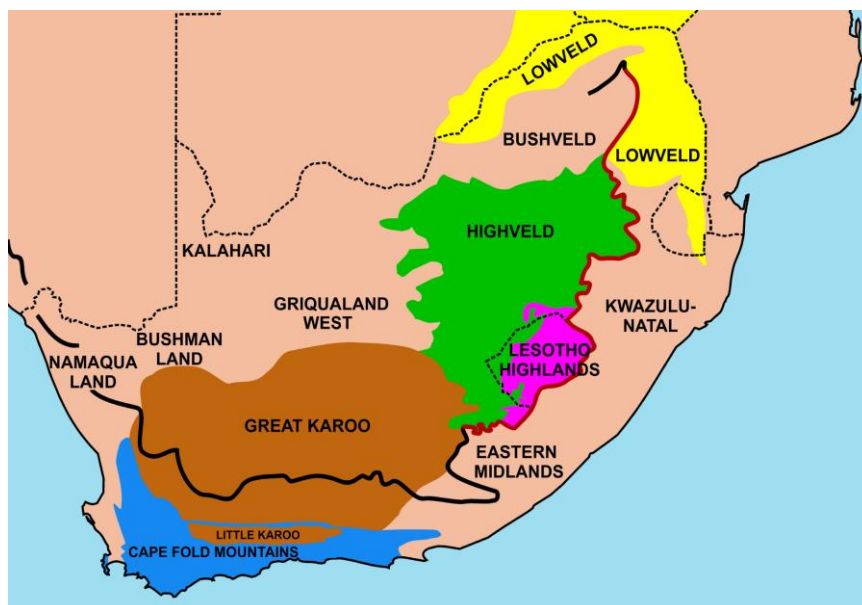 LOWVELD
BUSHVELD
LOWVELD
HIGHVELD
KALAHARI
GRIQUALAND
WEST
KWAZULU-
NATAL
BUSHMAN
LAND
NAMAQUA
LAND
LESOTHO
HIGHLANDS
GREAT KAROO
EASTERN
MIDLANDS
LITTLE KAROO
CAPE FOLD MOUNTAINS